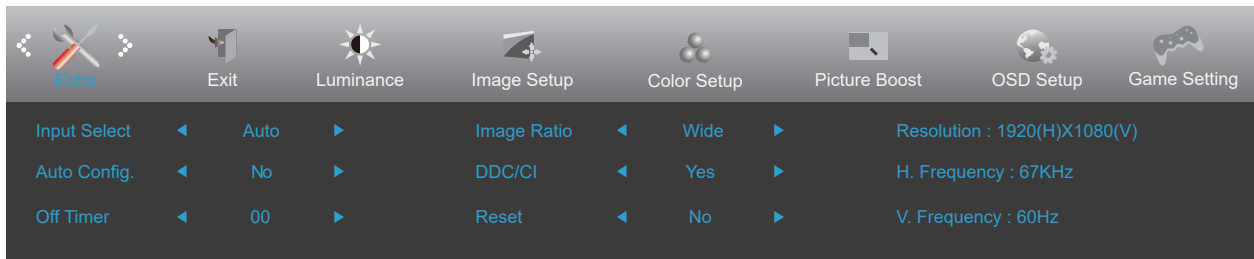 Extra Exit Luminance Image Setup Color Setup Picture Boost OSD Setup Game Setting
Input Select Auto Image Ratio Wide Resolution : 1920(H)X1080(V)
Auto Config. No DDC/CI Yes H. Frequency : 67KHz
Off Timer 00 Reset No V. Frequency : 60Hz